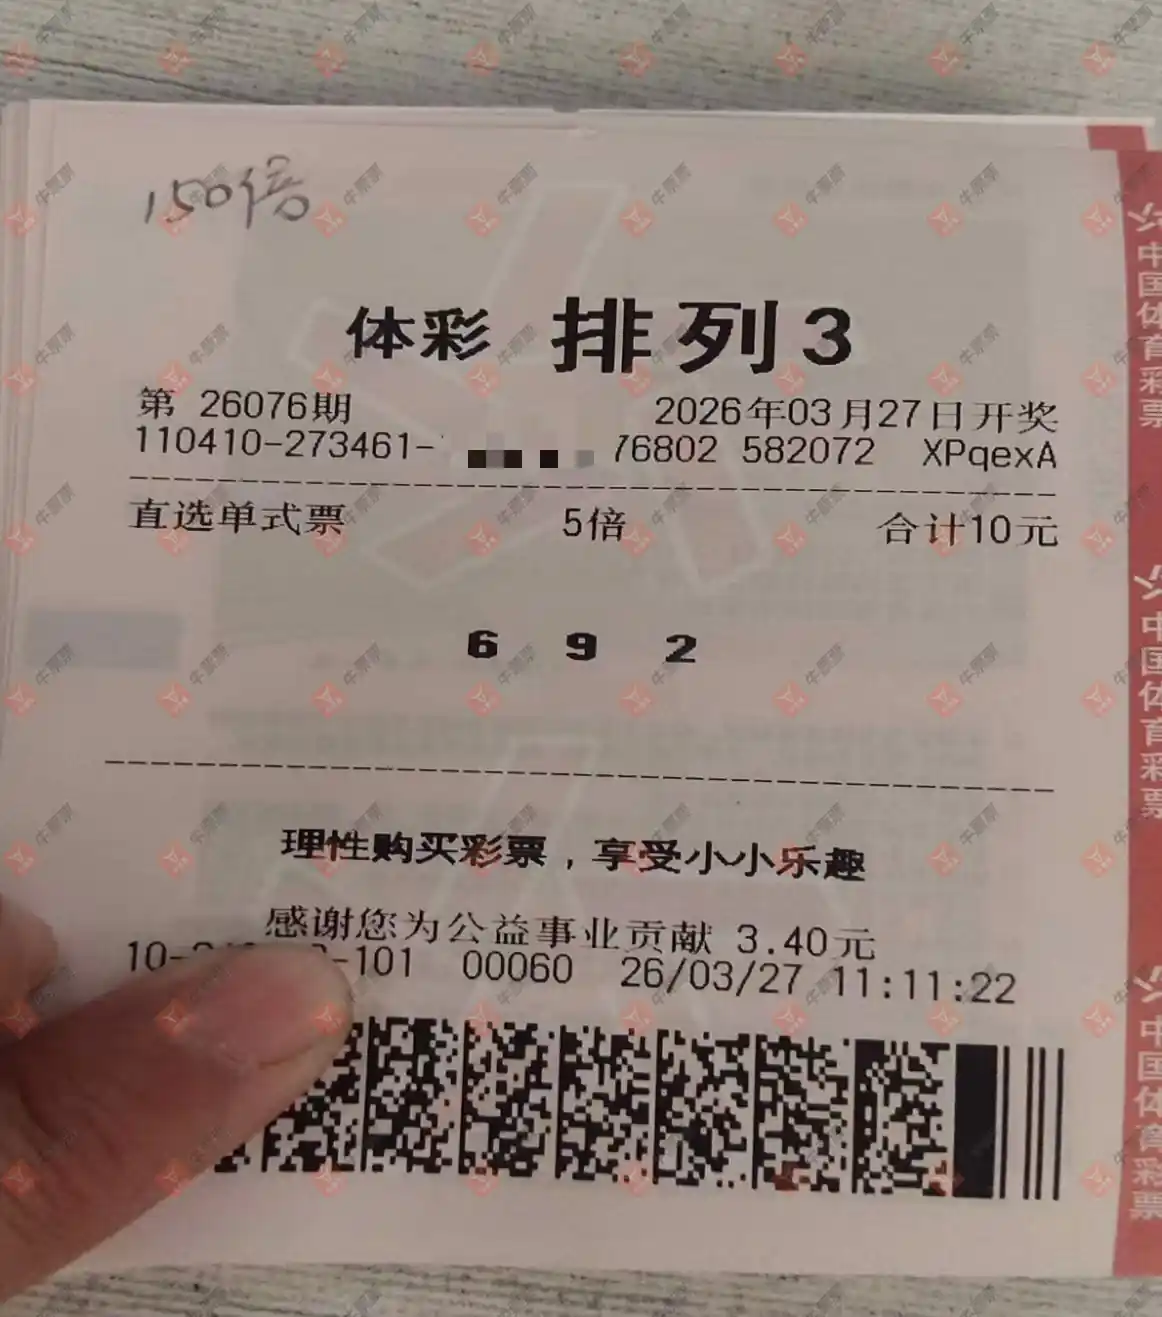 150倍
体彩 排列3
第 26076期 2026年03月27日开奖
110410-273461- 76802 582072 XPqexA
直选单式票 5倍 合计10元
6 9 2
理性购买彩票，享受小小乐趣
感谢您为公益事业贡献 3.40元
10- -101 00060 26/03/27 11:11:22
中国体育彩票
中国体育彩票
中国体育彩票
牛票票